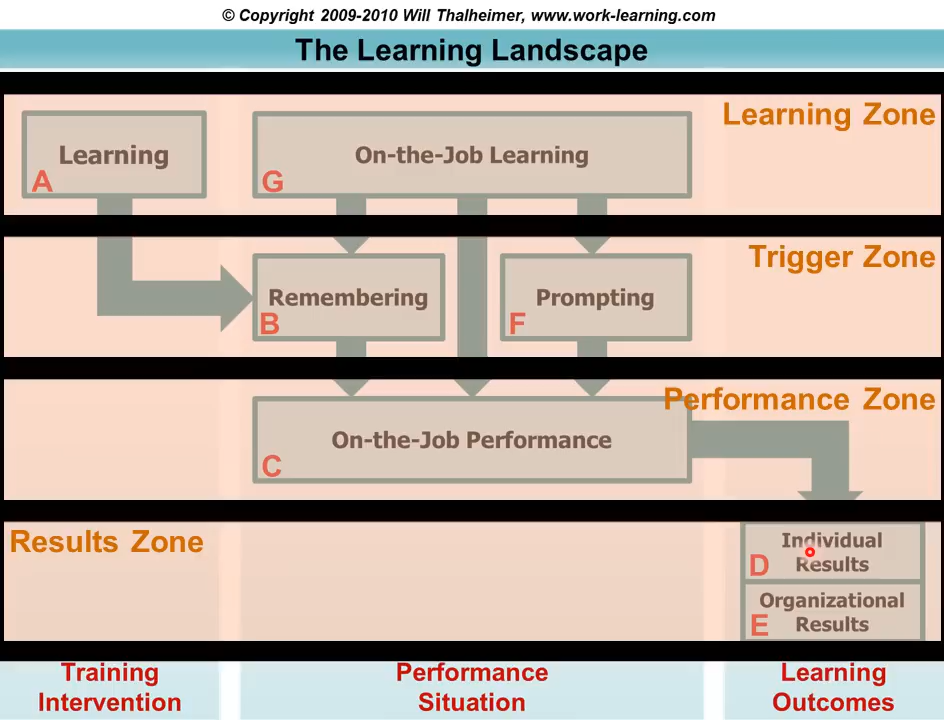 © Copyright 2009-2010 Will Thalheimer, www.work-learning.com
The Learning Landscape
Learning Zone
Learning
A
On-the-Job Learning
G
Trigger Zone
Remembering
B
Prompting
F
Performance Zone
On-the-Job Performance
C
Results Zone
Individual
Results
D
Organizational
Results
E
Training
Intervention
Performance
Situation
Learning
Outcomes